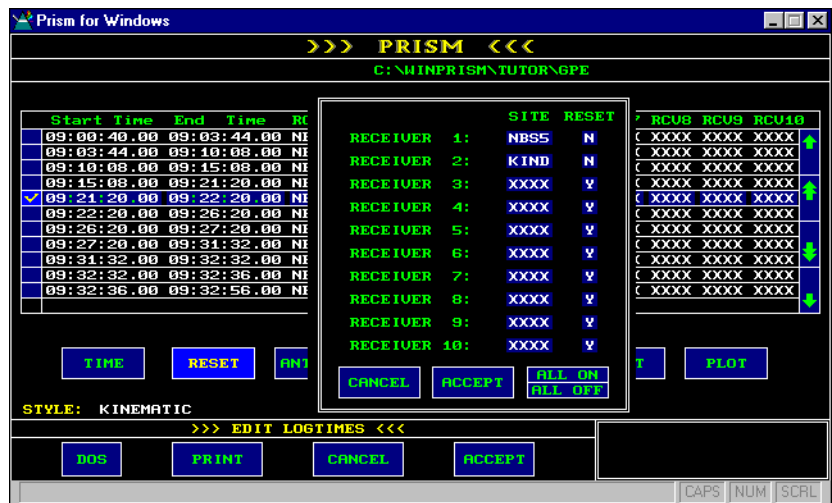 Prism for Windows
>>> PRISM <<<
C:\WINPRISM\TUTOR\GPE
Start Time End Time RCV8 RCV9 RCV10
09:00:40.00 09:03:44.00 XXXX XXXX XXXX
09:03:44.00 09:10:08.00 XXXX XXXX XXXX
09:10:08.00 09:15:08.00 XXXX XXXX XXXX
09:15:08.00 09:21:20.00 XXXX XXXX XXXX
09:21:20.00 09:22:20.00 XXXX XXXX XXXX
09:22:20.00 09:26:20.00 XXXX XXXX XXXX
09:26:20.00 09:27:20.00 XXXX XXXX XXXX
09:27:20.00 09:31:32.00 XXXX XXXX XXXX
09:31:32.00 09:32:32.00 XXXX XXXX XXXX
09:32:32.00 09:32:36.00 XXXX XXXX XXXX
09:32:36.00 09:32:56.00 XXXX XXXX XXXX
SITE RESET
RECEIVER 1: NBS5 N
RECEIVER 2: KIND N
RECEIVER 3: XXXX Y
RECEIVER 4: XXXX Y
RECEIVER 5: XXXX Y
RECEIVER 6: XXXX Y
RECEIVER 7: XXXX Y
RECEIVER 8: XXXX Y
RECEIVER 9: XXXX Y
RECEIVER 10: XXXX Y
CANCEL ACCEPT ALL ON
ALL OFF
TIME RESET ANT PLOT
STYLE: KINEMATIC
>>> EDIT LOGTIMES <<<
DOS PRINT CANCEL ACCEPT
CAPS NUM SCRL